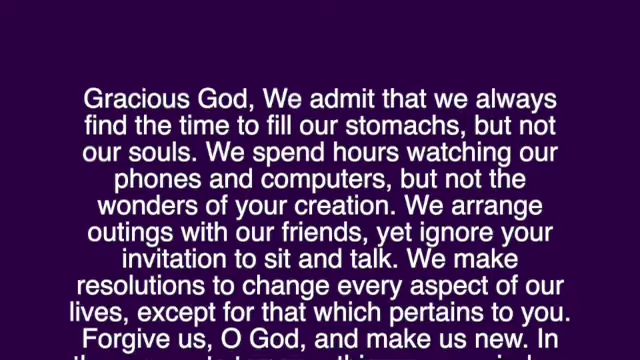 Gracious God, We admit that we always
find the time to fill our stomachs, but not
our souls. We spend hours watching our
phones and computers, but not the
wonders of your creation. We arrange
outings with our friends, yet ignore your
invitation to sit and talk. We make
resolutions to change every aspect of our
lives, except for that which pertains to you.
Forgive us, O God, and make us new. In